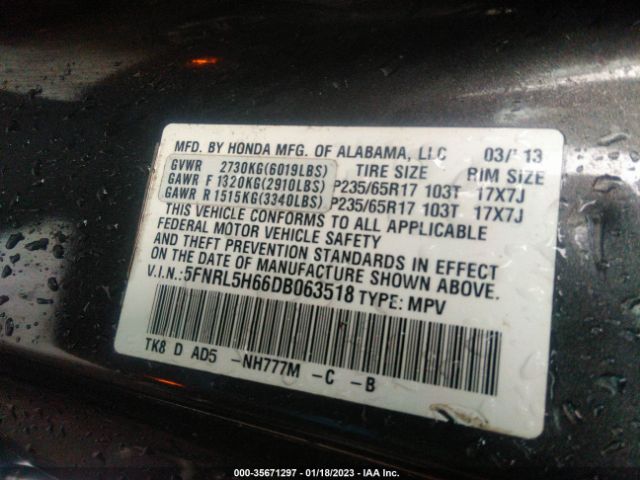 MFD. BY HONDA MFG. OF ALABAMA, LLC 03/'13
GVWR 2730KG(6019LBS) TIRE SIZE RIM SIZE
GAWR F 1320KG(2910LBS) P235/65R17 103T 17X7J
GAWR R 1515KG(3340LBS) P235/65R17 103T 17X7J
THIS VEHICLE CONFORMS TO ALL APPLICABLE
FEDERAL MOTOR VEHICLE SAFETY
AND THEFT PREVENTION STANDARDS IN EFFECT
ON THE DATE OF MANUFACTURE SHOWN ABOVE.
V.I.N.:5FNRL5H66DB063518 TYPE: MPV
TK8 D AD5 -NH777M -C -B
000-35671297 - 01/18/2023 - IAA Inc.